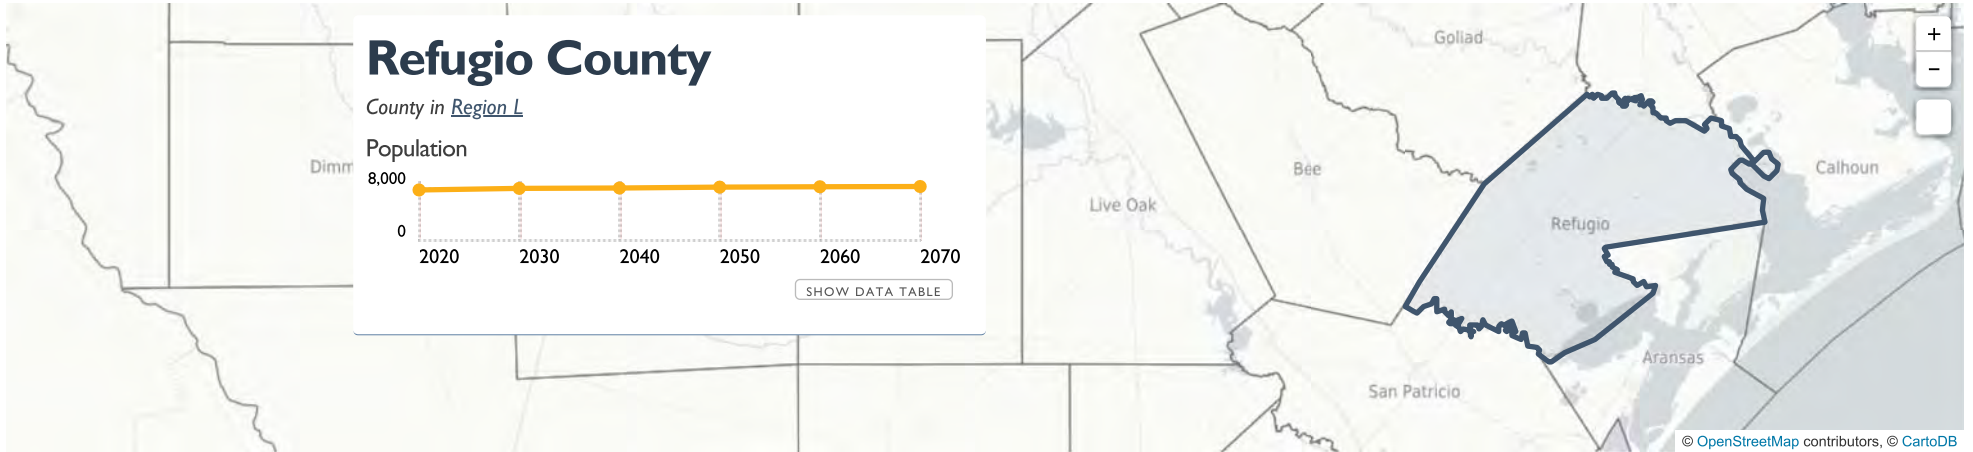 Refugio County
County in Region L
Population
8,000
0
2020 2030 2040 2050 2060 2070
SHOW DATA TABLE
Dimm
Live Oak
Bee
Goliad
Refugio
Calhoun
Aransas
San Patricio
+
−
© OpenStreetMap contributors, © CartoDB